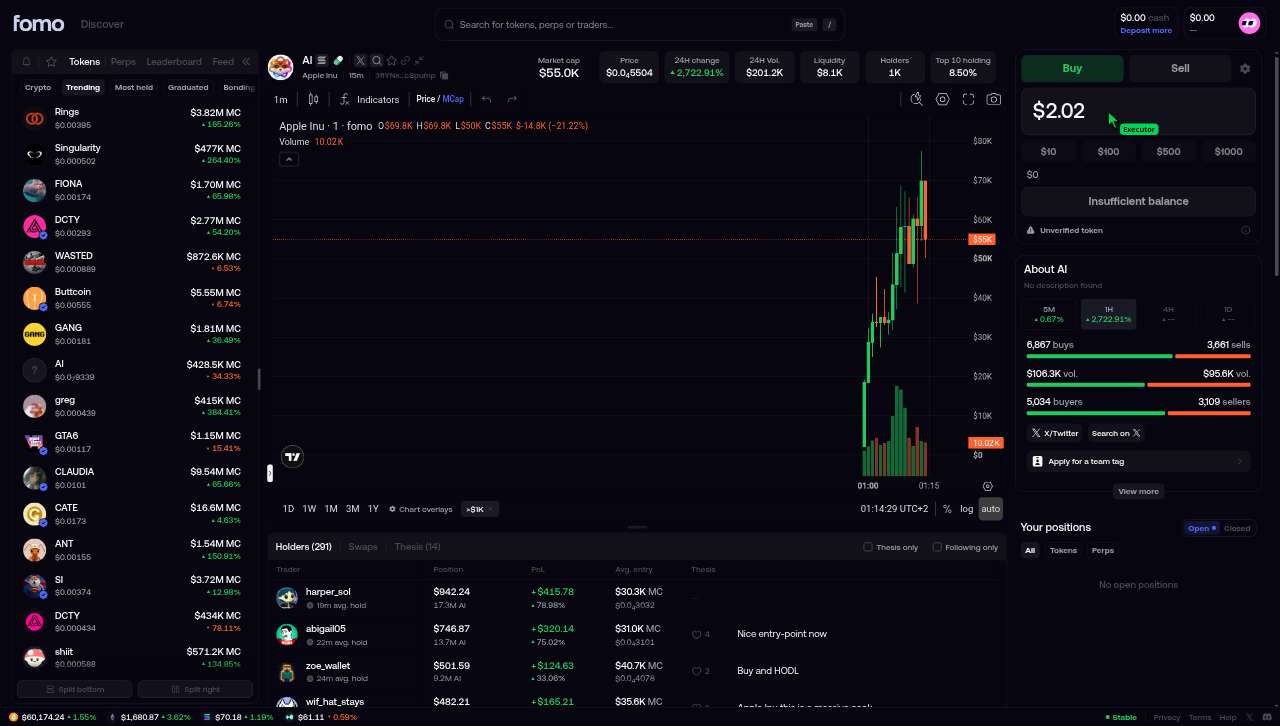 fomo
Discover
Search for tokens, perps or traders...
Paste
/
$0.00 cash
Deposit more
$0.00
—
Tokens Perps Leaderboard Feed
Crypto Trending Most held Graduated Bonding
Rings $3.82M MC
$0.00395 165.26%
Singularity $477K MC
$0.000502 264.40%
FIONA $1.70M MC
$0.00174 65.98%
DCTY $2.77M MC
$0.00293 54.20%
WASTED $872.6K MC
$0.000889 6.53%
Buttcoin $5.55M MC
$0.00555 6.74%
GANG $1.81M MC
$0.00181 36.49%
AI $428.5K MC
$0.0₇9339 34.33%
greg $415K MC
$0.000439 384.41%
GTA6 $1.15M MC
$0.00117 15.41%
CLAUDIA $9.54M MC
$0.0101 65.66%
CATE $16.6M MC
$0.0173 4.63%
ANT $1.54M MC
$0.00155 150.91%
SI $3.72M MC
$0.00374 12.98%
DCTY $434K MC
$0.000434 78.11%
shiit $571.2K MC
$0.000588 134.85%
Split bottom Split right
AI
Apple Inu 15m
Market cap
$55.0K
Price
$0.0₄5504
24H change
2,722.91%
24H Vol.
$201.2K
Liquidity
$8.1K
Holders
1K
Top 10 holding
8.50%
1m Indicators Price / MCap
Apple Inu · 1 · fomo O$69.8K H$69.8K L$50K C$55K $-14.8K (−21.22%)
Volume 10.02K
$80K
$70K
$60K
$55K
$50K
$40K
$30K
$20K
$10K
10.02K
$0
01:00 01:15
1D 1W 1M 3M 1Y Chart overlays >$1K 01:14:29 UTC+2 % log auto
Holders (291) Swaps Thesis (14) Thesis only Following only
Trader Position PnL Avg. entry Thesis
harper_sol $942.24 +$415.78 $30.3K MC
19m avg. hold 17.3M AI 78.98% $0.0₄3032
abigail05 $746.87 +$320.14 $31.0K MC 4 Nice entry-point now
22m avg. hold 13.7M AI 75.02% $0.0₄3101
zoe_wallet $501.59 +$124.63 $40.7K MC 2 Buy and HODL
24m avg. hold 9.2M AI 33.06% $0.0₄4078
wif_hat_stays $482.21 +$165.21 $35.6K MC
Buy Sell
$2.02
Executor
$10 $100 $500 $1000
$0
Insufficient balance
Unverified token
About AI
No description found
5M 1H 4H 1D
0.67% 2,722.91% -- --
6,867 buys 3,661 sells
$106.3K vol. $95.6K vol.
5,034 buyers 3,109 sellers
X/Twitter Search on X
Apply for a team tag
View more
Your positions Open Closed
All Tokens Perps
No open positions
$60,174.24 1.55% $1,680.87 3.62% $70.18 1.19% $61.11 0.59%
Stable Privacy Terms Help